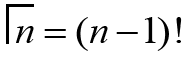 Γn = (n − 1)!